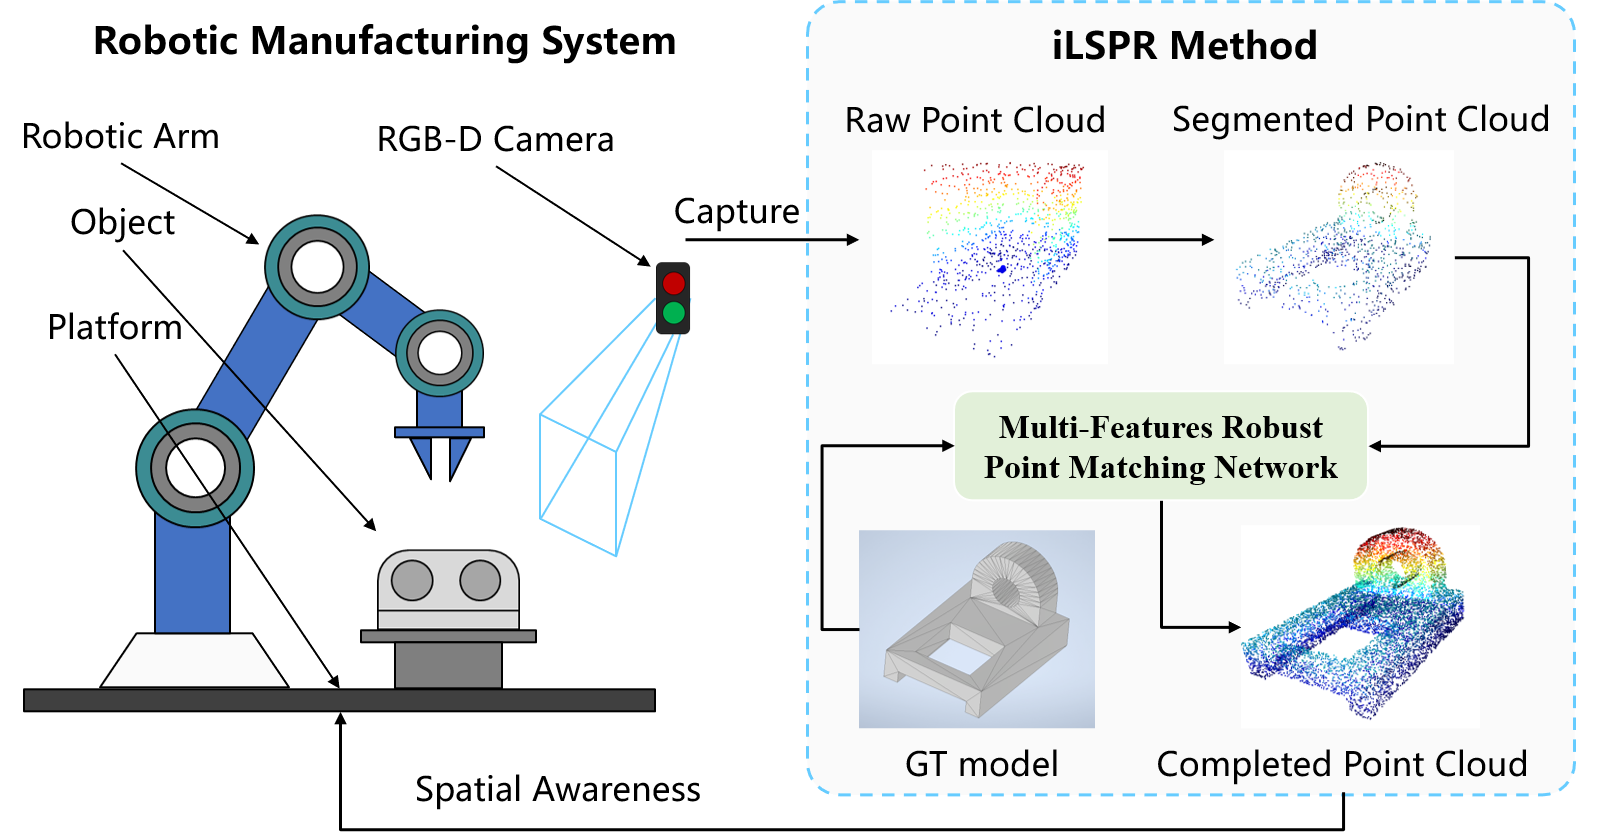 Robotic Manufacturing System
Robotic Arm
RGB-D Camera
Object
Platform
Capture
iLSPR Method
Raw Point Cloud
Segmented Point Cloud
Multi-Features Robust
Point Matching Network
GT model
Completed Point Cloud
Spatial Awareness